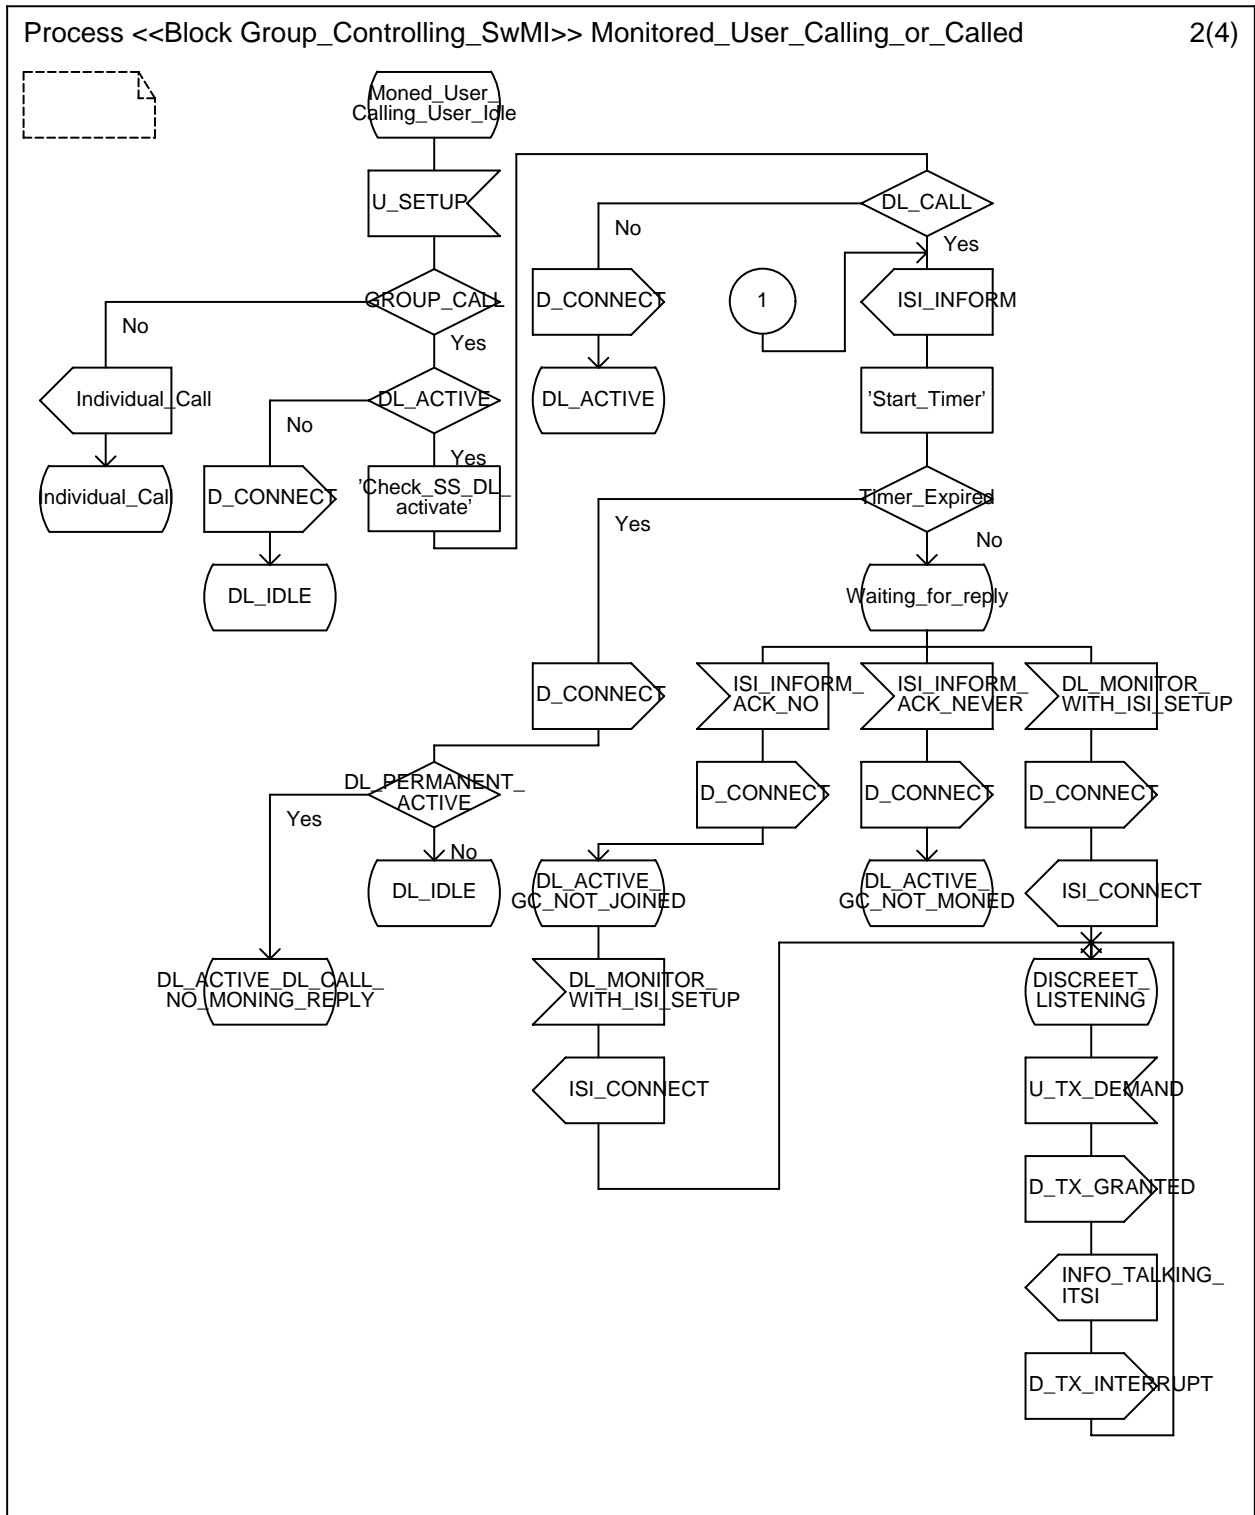 Process <<Block Group_Controlling_SwMI>> Monitored_User_Calling_or_Called
2(4)
Moned_User_
Calling_User_Idle
U_SETUP
DL_CALL
No
Yes
GROUP_CALL
D_CONNECT
1
ISI_INFORM
No
Yes
Individual_Call
DL_ACTIVE
DL_ACTIVE
'Start_Timer'
No
Yes
Individual_Call
D_CONNECT
'Check_SS_DL_
activate'
Timer_Expired
Yes
No
DL_IDLE
Waiting_for_reply
D_CONNECT
ISI_INFORM_
ACK_NO
ISI_INFORM_
ACK_NEVER
DL_MONITOR_
WITH_ISI_SETUP
DL_PERMANENT_
ACTIVE
D_CONNECT
D_CONNECT
D_CONNECT
Yes
No
DL_IDLE
DL_ACTIVE_
GC_NOT_JOINED
DL_ACTIVE_
GC_NOT_MONED
ISI_CONNECT
DL_ACTIVE_DL_CALL_
NO_MONING_REPLY
DL_MONITOR_
WITH_ISI_SETUP
DISCREET_
LISTENING
ISI_CONNECT
U_TX_DEMAND
D_TX_GRANTED
INFO_TALKING_
ITSI
D_TX_INTERRUPT